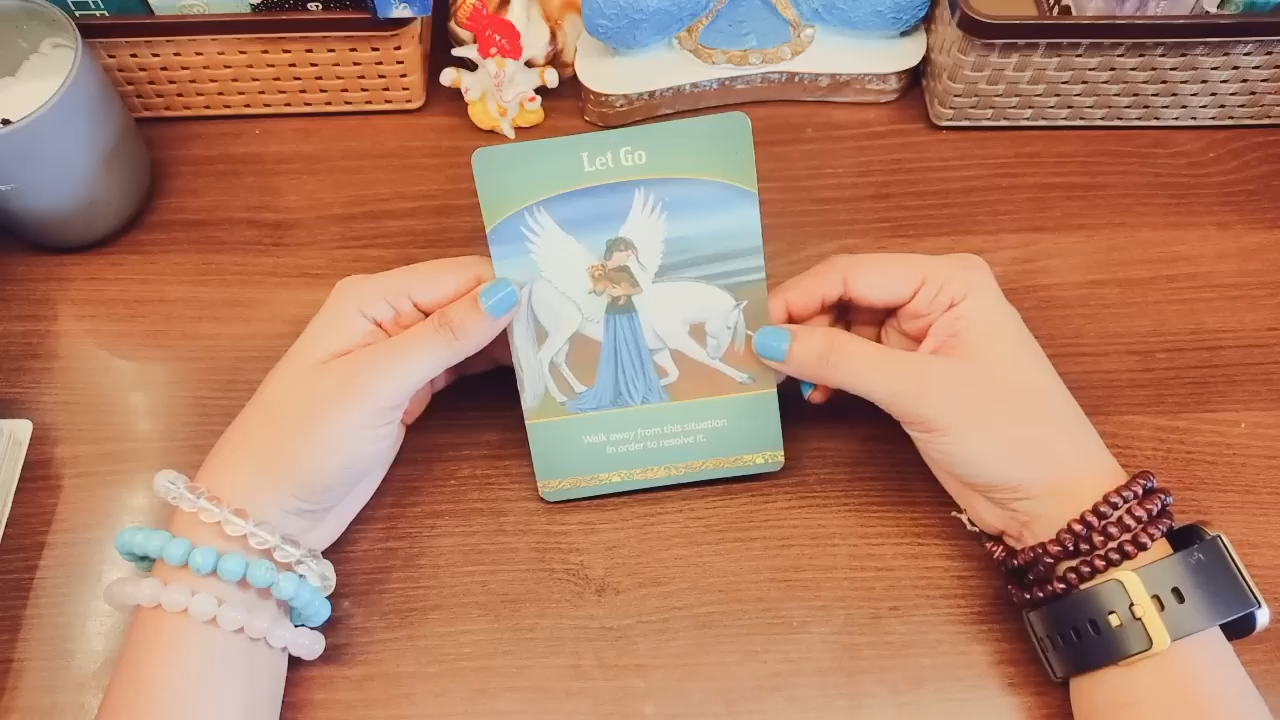 Let Go
Walk away from this situation
in order to resolve it.